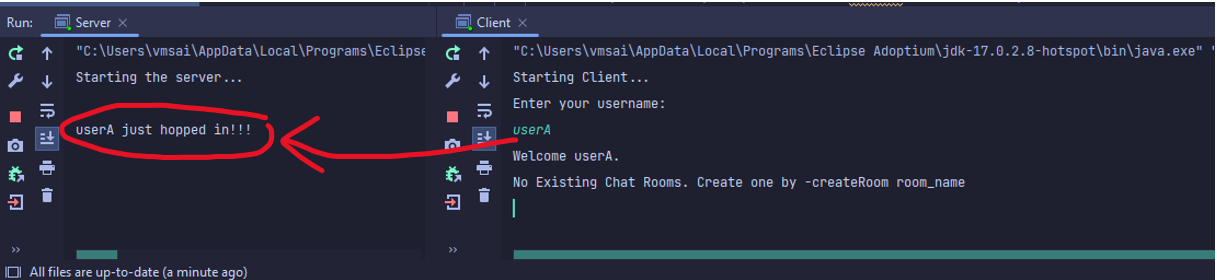 Run: Server × Client ×
"C:\Users\vmsai\AppData\Local\Programs\Eclipse
Starting the server...
userA just hopped in!!!
"C:\Users\vmsai\AppData\Local\Programs\Eclipse Adoptium\jdk-17.0.2.8-hotspot\bin\java.exe" "
Starting Client...
Enter your username:
userA
Welcome userA.
No Existing Chat Rooms. Create one by -createRoom room_name
All files are up-to-date (a minute ago)